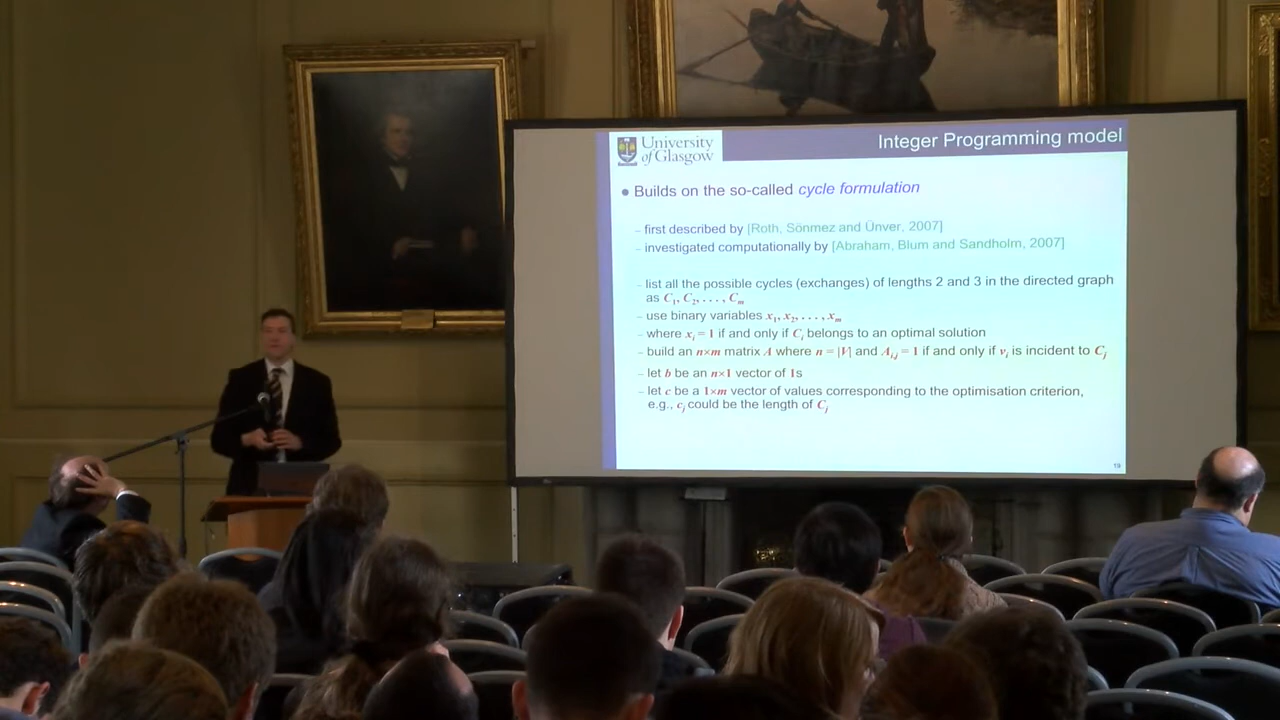 University
of Glasgow
Integer Programming model
● Builds on the so-called cycle formulation
– first described by [Roth, Sönmez and Ünver, 2007]
– investigated computationally by [Abraham, Blum and Sandholm, 2007]
– list all the possible cycles (exchanges) of lengths 2 and 3 in the directed graph
as C1, C2, . . . , Cm
– use binary variables x1, x2, . . . , xm
– where xi = 1 if and only if Ci belongs to an optimal solution
– build an n×m matrix A where n = |V| and Ai,j = 1 if and only if vi is incident to Cj
– let b be an n×1 vector of 1s
– let c be a 1×m vector of values corresponding to the optimisation criterion,
e.g., cj could be the length of Cj
19